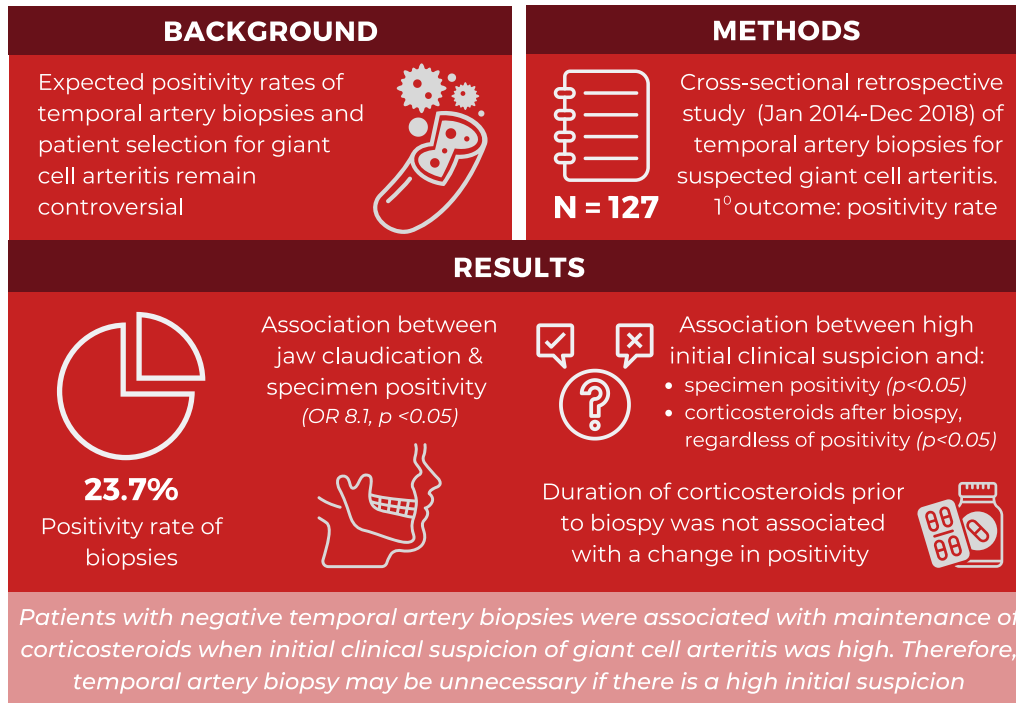 BACKGROUND
Expected positivity rates of
temporal artery biopsies and
patient selection for giant
cell arteritis remain
controversial
METHODS
N = 127
Cross-sectional retrospective
study (Jan 2014-Dec 2018) of
temporal artery biopsies for
suspected giant cell arteritis.
1⁰ outcome: positivity rate
RESULTS
23.7%
Positivity rate of
biopsies
Association between
jaw claudication &
specimen positivity
(OR 8.1, p <0.05)
Association between high
initial clinical suspicion and:
• specimen positivity (p<0.05)
• corticosteroids after biospy,
regardless of positivity (p<0.05)
Duration of corticosteroids prior
to biospy was not associated
with a change in positivity
Patients with negative temporal artery biopsies were associated with maintenance of
corticosteroids when initial clinical suspicion of giant cell arteritis was high. Therefore,
temporal artery biopsy may be unnecessary if there is a high initial suspicion